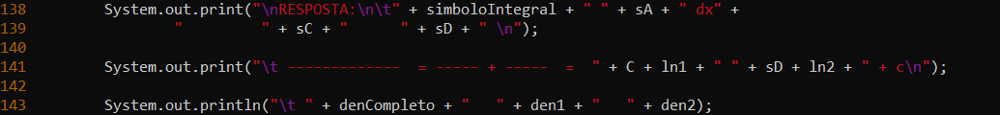 138 System.out.print("\nRESPOSTA:\n\t" + simboloIntegral + " " + sA + " dx" +
139 "        " + sC + "      " + sD + " \n");
140
141 System.out.print("\t -------------  = ----- + -----  =  " + C + ln1 + " " + sD + ln2 + " + c\n");
142
143 System.out.println("\t " + denCompleto + "   " + den1 + "   " + den2);